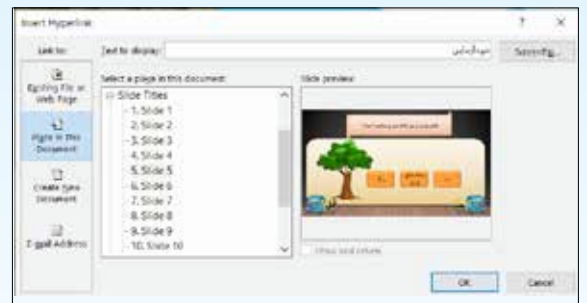 Insert Hyperlink
? X
Link to:
Text to display:
ScreenTip...
Existing File or
Web Page
Place in This
Document
Create New
Document
E-mail Address
Select a place in this document:
Slide Titles
1. Slide 1
2. Slide 2
3. Slide 3
4. Slide 4
5. Slide 5
6. Slide 6
7. Slide 7
8. Slide 8
9. Slide 9
10. Slide 10
Slide preview:
Show and return
OK
Cancel